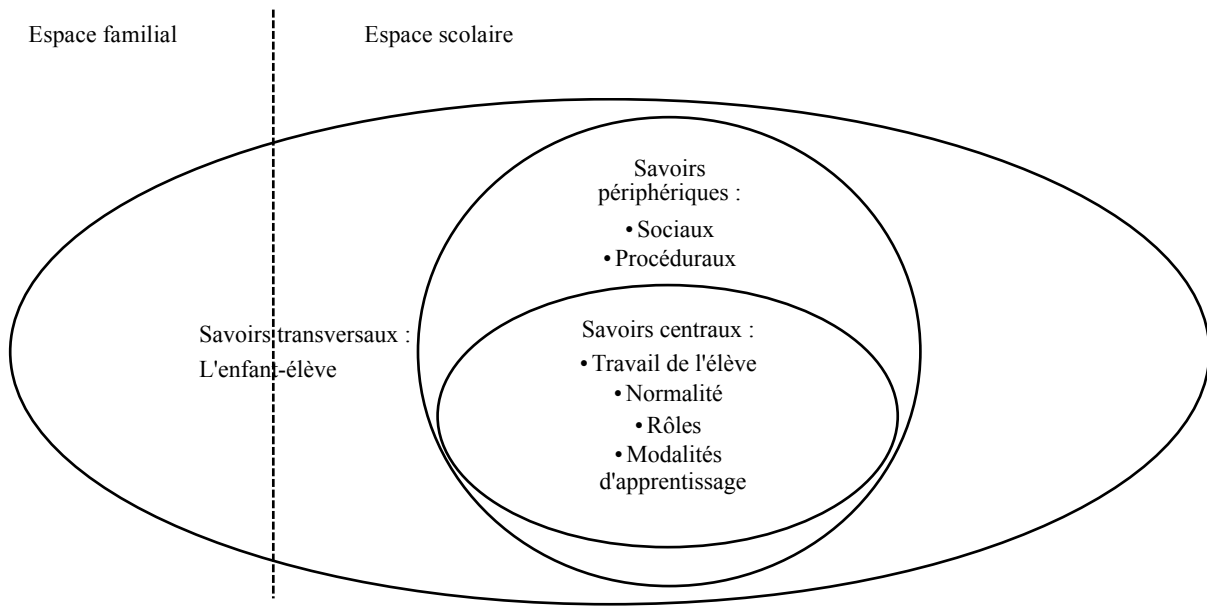 Espace familial
Espace scolaire
Savoirs
périphériques :
• Sociaux
• Procéduraux
Savoirs transversaux :
L'enfant-élève
Savoirs centraux :
• Travail de l'élève
• Normalité
• Rôles
• Modalités
d'apprentissage